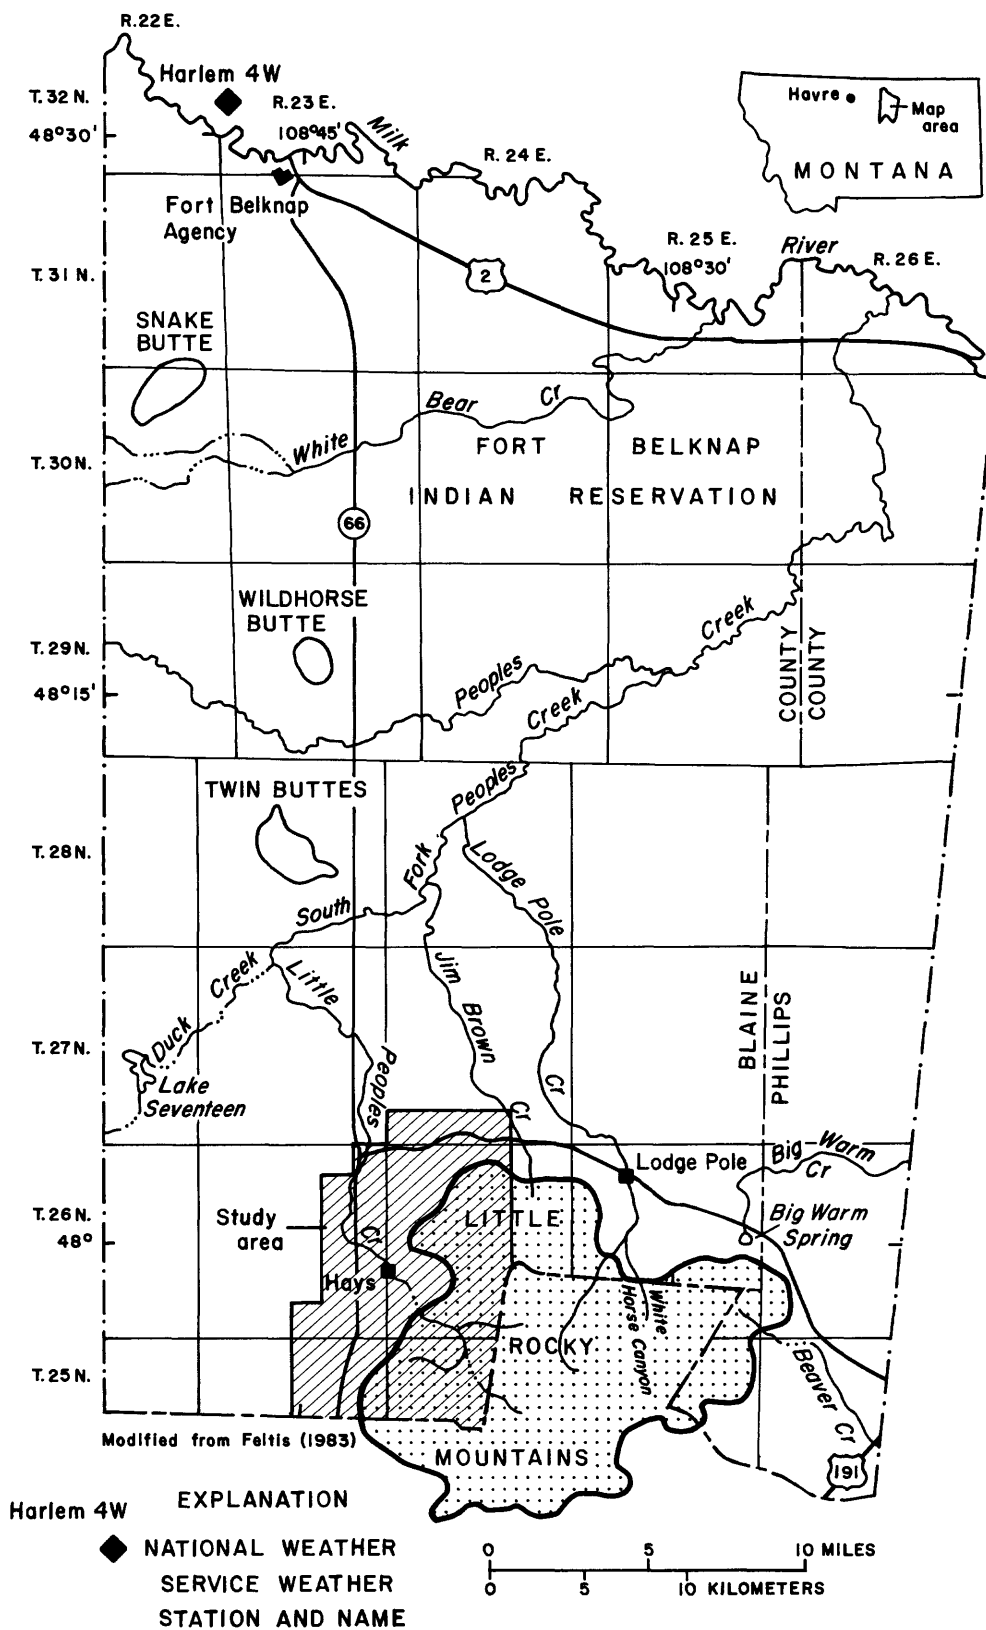 R.22 E.
Harlem 4W
T.32 N.
R.23 E.
48°30'
108°45'
Milk
R. 24 E.
Havre
Map
area
MONTANA
Fort Belknap
Agency
R. 25 E.
108°30'
River
R. 26 E.
T.31 N.
2
SNAKE
BUTTE
White
Bear
Cr
T.30 N.
FORT BELKNAP
INDIAN RESERVATION
66
WILDHORSE
BUTTE
T.29 N.
48°15'
Peoples
Creek
Creek
COUNTY
COUNTY
TWIN BUTTES
Peoples
T.28 N.
Fork
South
Lodge Pole
Cr
Duck
Creek
Little
Peoples
Cr
Jim
Brown
Cr
BLAINE
PHILLIPS
T.27 N.
Lake
Seventeen
Lodge Pole
Big Warm
Cr
T.26 N.
48°
Study
area
LITTLE
Big Warm
Spring
Hays
White
Horse Canyon
ROCKY
T.25 N.
Beaver Cr
Modified from Feltis (1983)
MOUNTAINS
191
Harlem 4W
EXPLANATION
NATIONAL WEATHER
SERVICE WEATHER
STATION AND NAME
0 5 10 MILES
0 5 10 KILOMETERS